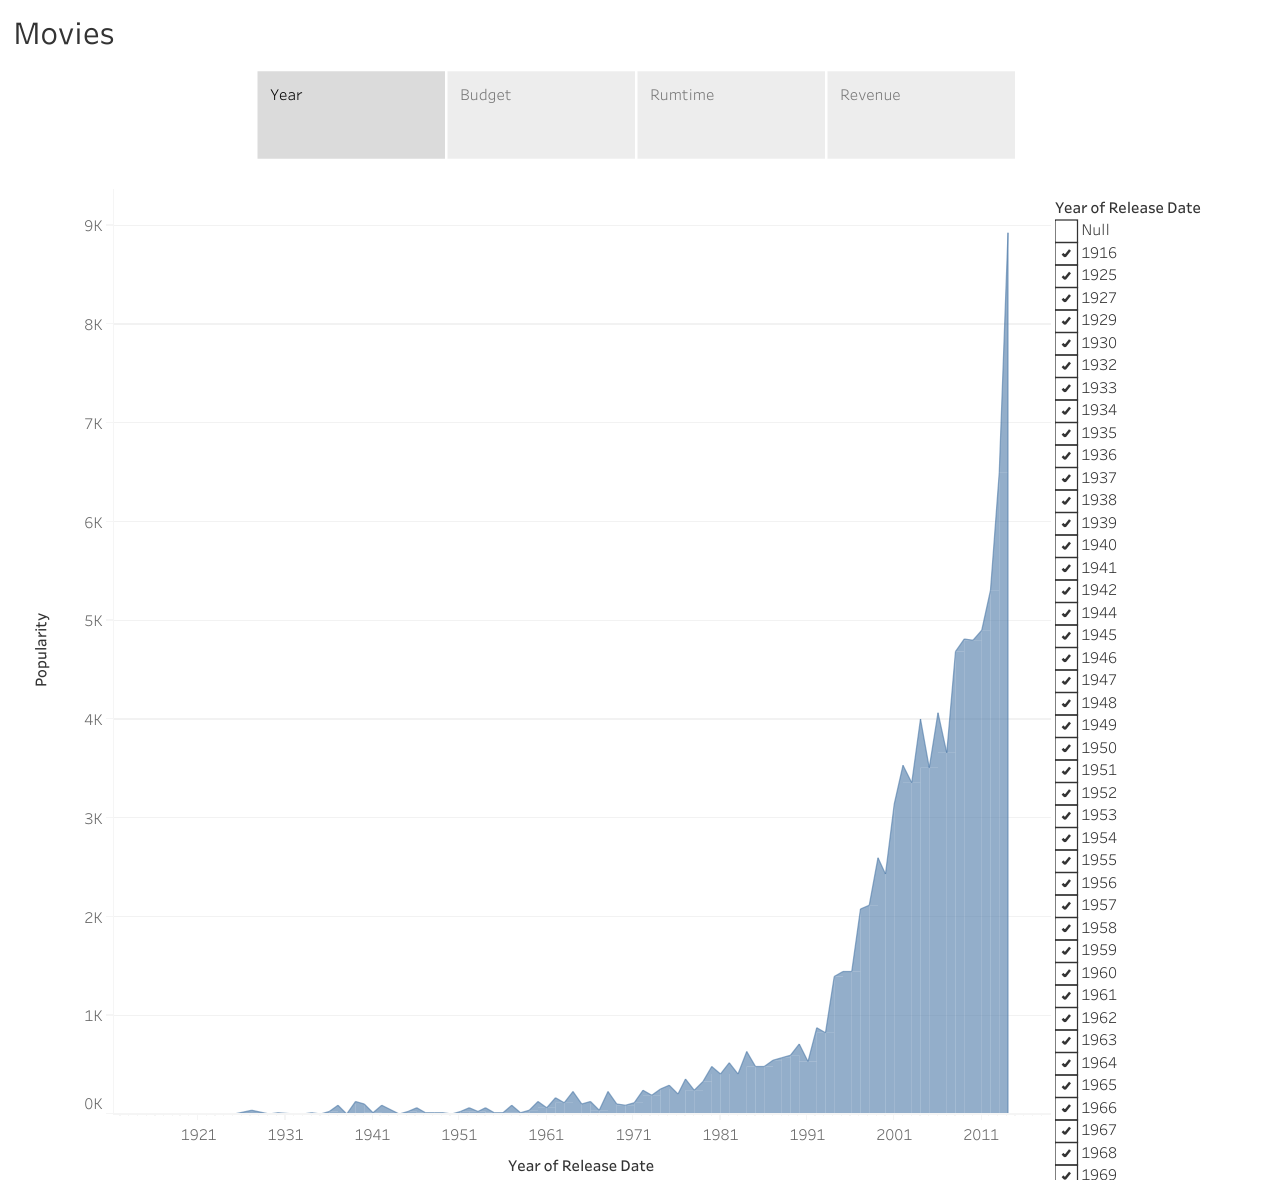 Movies
Year
Budget
Rumtime
Revenue
9K
8K
7K
6K
5K
4K
3K
2K
1K
0K
Popularity
1921
1931
1941
1951
1961
1971
1981
1991
2001
2011
Year of Release Date
Year of Release Date
Null
1916
1925
1927
1929
1930
1932
1933
1934
1935
1936
1937
1938
1939
1940
1941
1942
1944
1945
1946
1947
1948
1949
1950
1951
1952
1953
1954
1955
1956
1957
1958
1959
1960
1961
1962
1963
1964
1965
1966
1967
1968
1969